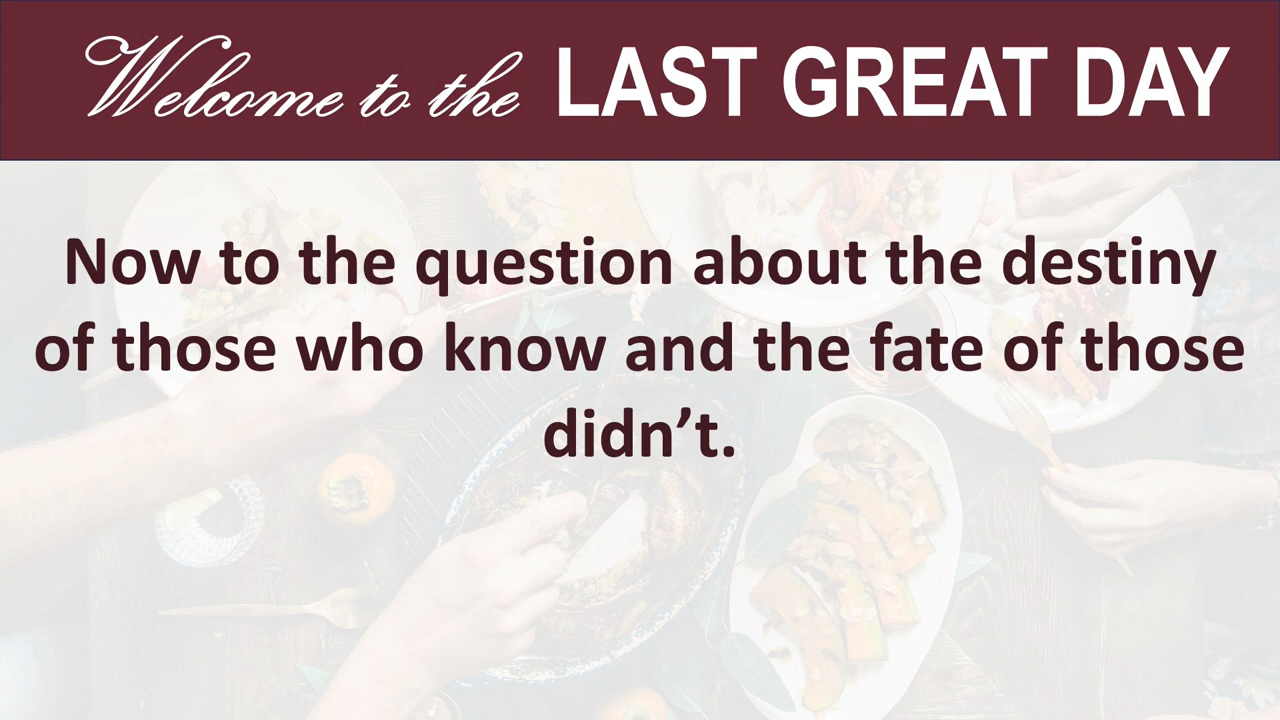 Welcome to the LAST GREAT DAY
Now to the question about the destiny
of those who know and the fate of those
didn’t.